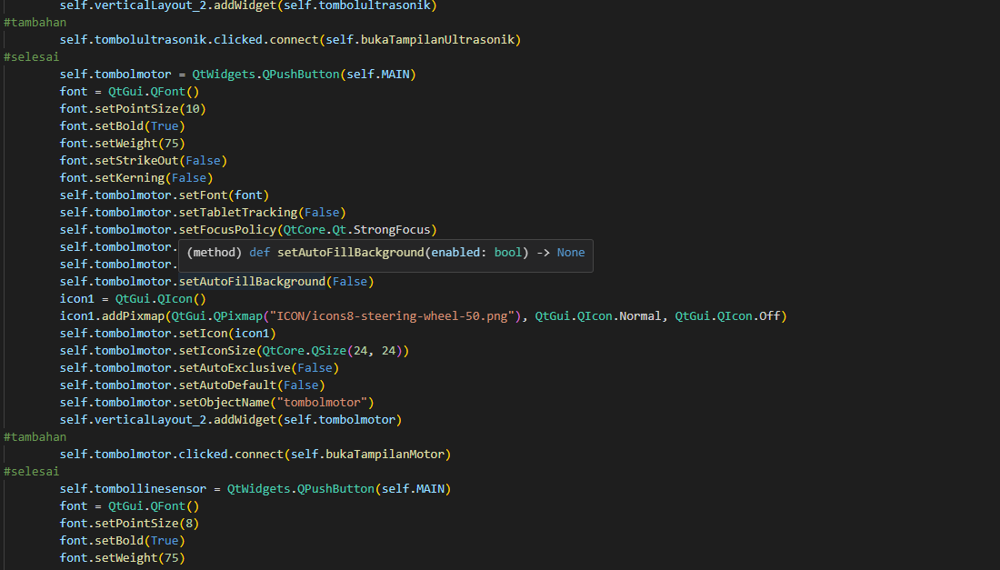 self.verticalLayout_2.addWidget(self.tombolultrasonik)
#tambahan
self.tombolultrasonik.clicked.connect(self.bukaTampilanUltrasonik)
#selesai
self.tombolmotor = QtWidgets.QPushButton(self.MAIN)
font = QtGui.QFont()
font.setPointSize(10)
font.setBold(True)
font.setWeight(75)
font.setStrikeOut(False)
font.setKerning(False)
self.tombolmotor.setFont(font)
self.tombolmotor.setTabletTracking(False)
self.tombolmotor.setFocusPolicy(QtCore.Qt.StrongFocus)
self.tombolmotor.
(method) def setAutoFillBackground(enabled: bool) -> None
self.tombolmotor.
self.tombolmotor.setAutoFillBackground(False)
icon1 = QtGui.QIcon()
icon1.addPixmap(QtGui.QPixmap("ICON/icons8-steering-wheel-50.png"), QtGui.QIcon.Normal, QtGui.QIcon.Off)
self.tombolmotor.setIcon(icon1)
self.tombolmotor.setIconSize(QtCore.QSize(24, 24))
self.tombolmotor.setAutoExclusive(False)
self.tombolmotor.setAutoDefault(False)
self.tombolmotor.setObjectName("tombolmotor")
self.verticalLayout_2.addWidget(self.tombolmotor)
#tambahan
self.tombolmotor.clicked.connect(self.bukaTampilanMotor)
#selesai
self.tombollinesensor = QtWidgets.QPushButton(self.MAIN)
font = QtGui.QFont()
font.setPointSize(8)
font.setBold(True)
font.setWeight(75)